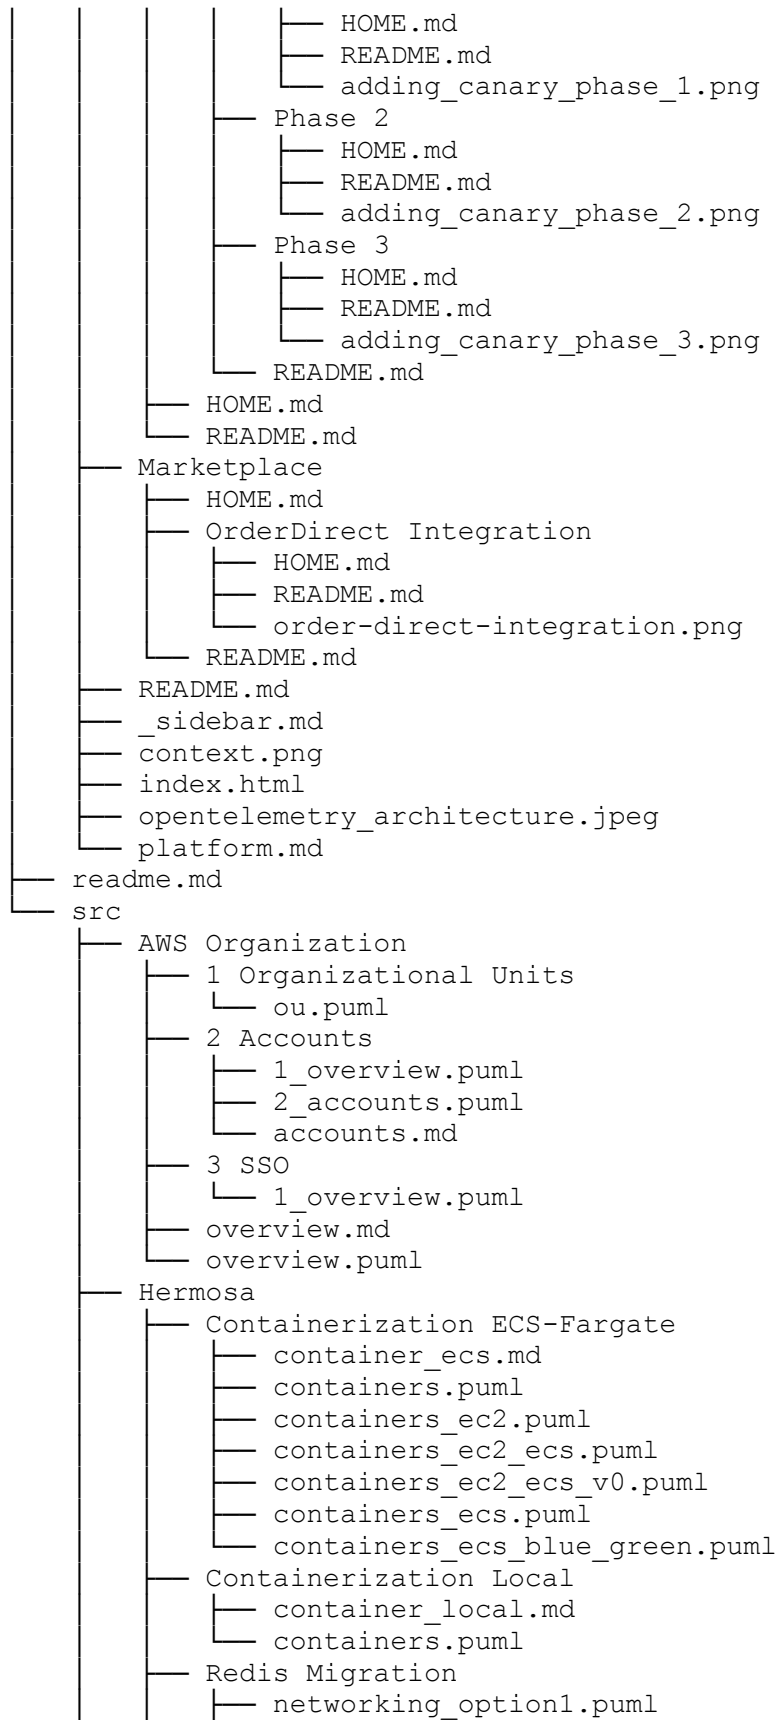 │   │   │   │   ├── HOME.md
│   │   │   │   ├── README.md
│   │   │   │   └── adding_canary_phase_1.png
│   │   │   ├── Phase 2
│   │   │   │   ├── HOME.md
│   │   │   │   ├── README.md
│   │   │   │   └── adding_canary_phase_2.png
│   │   │   ├── Phase 3
│   │   │   │   ├── HOME.md
│   │   │   │   ├── README.md
│   │   │   │   └── adding_canary_phase_3.png
│   │   │   └── README.md
│   │   ├── HOME.md
│   │   └── README.md
│   ├── Marketplace
│   │   ├── HOME.md
│   │   ├── OrderDirect Integration
│   │   │   ├── HOME.md
│   │   │   ├── README.md
│   │   │   └── order-direct-integration.png
│   │   └── README.md
│   ├── README.md
│   ├── _sidebar.md
│   ├── context.png
│   ├── index.html
│   ├── opentelemetry_architecture.jpeg
│   └── platform.md
├── readme.md
└── src
    ├── AWS Organization
    │   ├── 1 Organizational Units
    │   │   └── ou.puml
    │   ├── 2 Accounts
    │   │   ├── 1_overview.puml
    │   │   ├── 2_accounts.puml
    │   │   └── accounts.md
    │   ├── 3 SSO
    │   │   └── 1_overview.puml
    │   ├── overview.md
    │   └── overview.puml
    ├── Hermosa
    │   ├── Containerization ECS-Fargate
    │   │   ├── container_ecs.md
    │   │   ├── containers.puml
    │   │   ├── containers_ec2.puml
    │   │   ├── containers_ec2_ecs.puml
    │   │   ├── containers_ec2_ecs_v0.puml
    │   │   ├── containers_ecs.puml
    │   │   └── containers_ecs_blue_green.puml
    │   ├── Containerization Local
    │   │   ├── container_local.md
    │   │   └── containers.puml
    │   ├── Redis Migration
    │   │   ├── networking_option1.puml